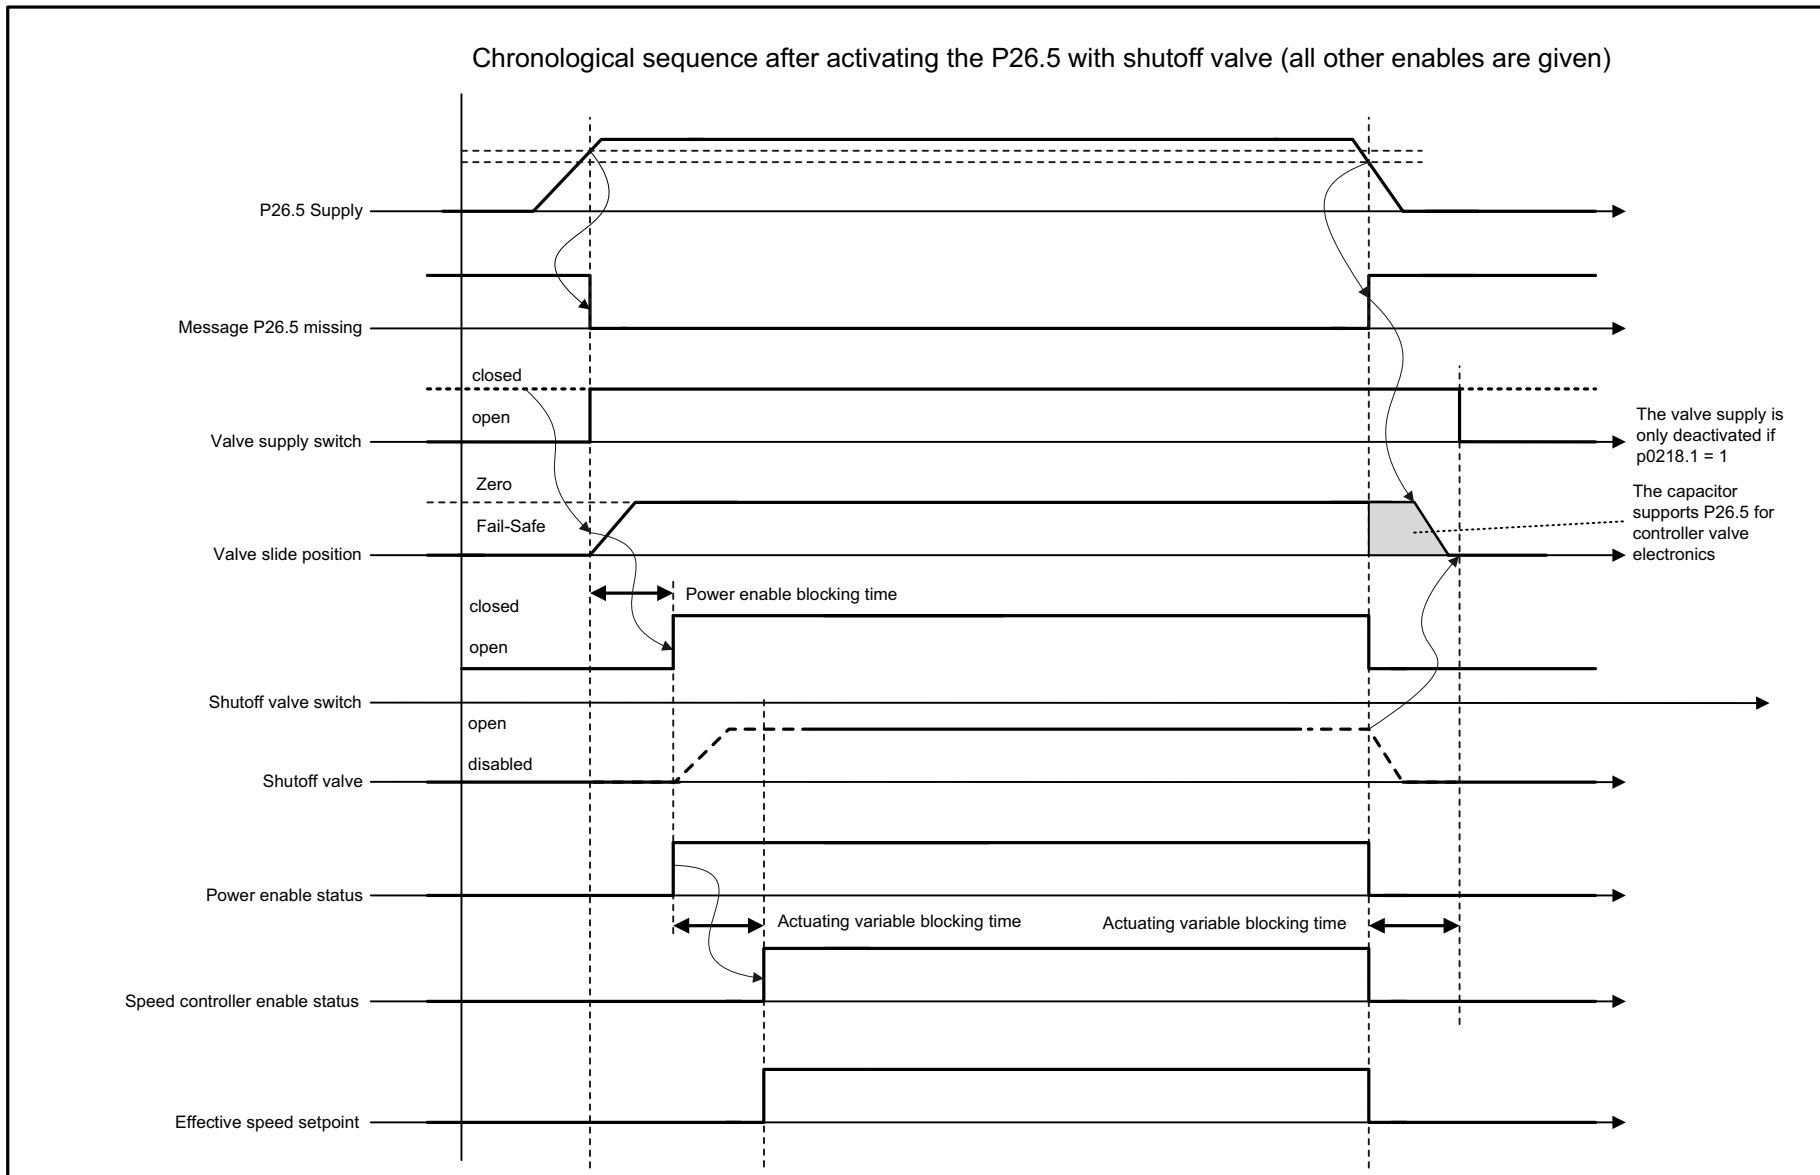 Chronological sequence after activating the P26.5 with shutoff valve (all other enables are given)
P26.5 Supply
Message P26.5 missing
closed
open
Valve supply switch
The valve supply is
only deactivated if
p0218.1 = 1
Zero
Fail-Safe
Valve slide position
The capacitor
supports P26.5 for
controller valve
electronics
Power enable blocking time
closed
open
Shutoff valve switch
open
disabled
Shutoff valve
Power enable status
Actuating variable blocking time
Actuating variable blocking time
Speed controller enable status
Effective speed setpoint